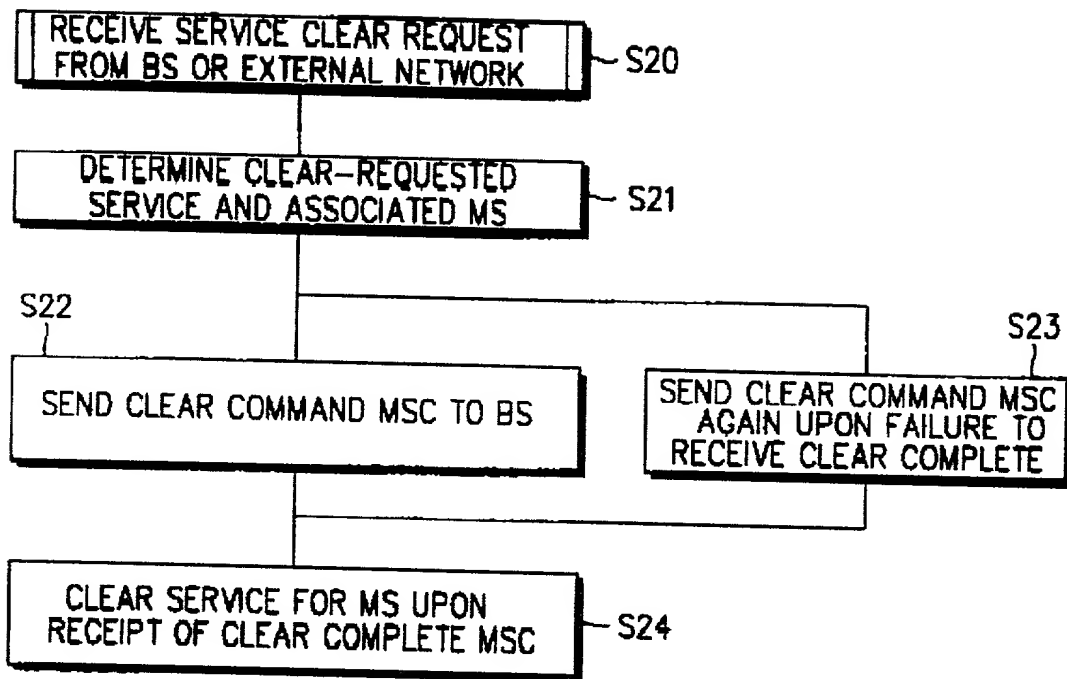 RECEIVE SERVICE CLEAR REQUEST
FROM BS OR EXTERNAL NETWORK
S20
DETERMINE CLEAR-REQUESTED
SERVICE AND ASSOCIATED MS
S21
S22
SEND CLEAR COMMAND MSC TO BS
S23
SEND CLEAR COMMAND MSC
AGAIN UPON FAILURE TO
RECEIVE CLEAR COMPLETE
CLEAR SERVICE FOR MS UPON
RECEIPT OF CLEAR COMPLETE MSC
S24